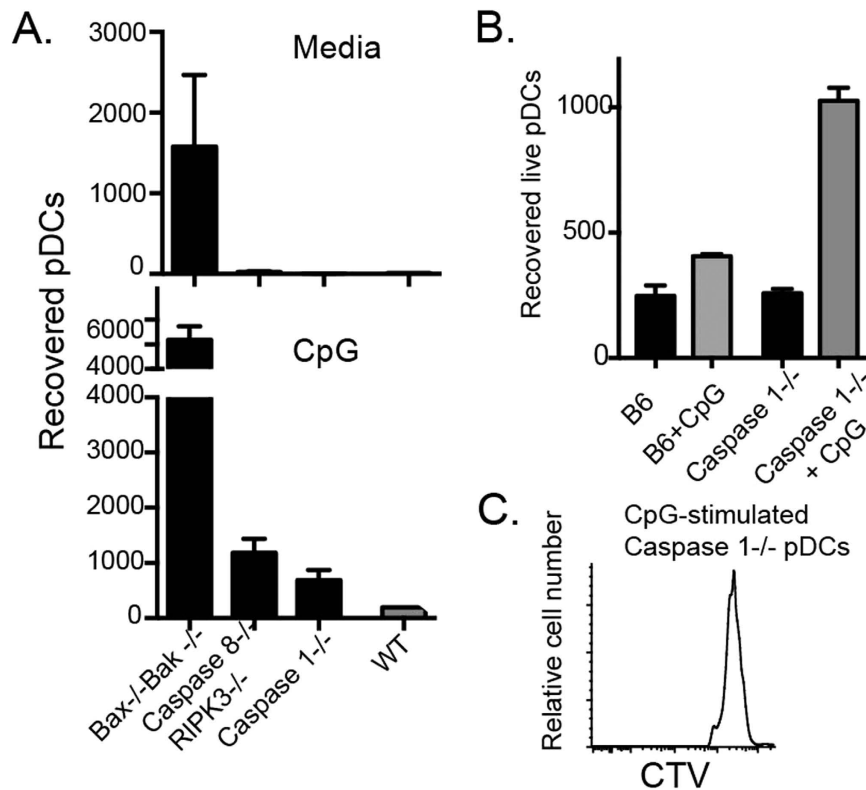 A.
Media
3000
2000
1000
0
Recovered pDCs
CpG
6000
4000
4000
3000
2000
1000
0
Bax-/-Bak -/-
Caspase 8-/-
RIPK3-/-
Caspase 1-/-
WT
B.
Recovered live pDCs
1000
500
0
B6
B6+CpG
Caspase 1-/-
Caspase 1-/-
+ CpG
C.
CpG-stimulated
Caspase 1-/- pDCs
Relative cell number
CTV